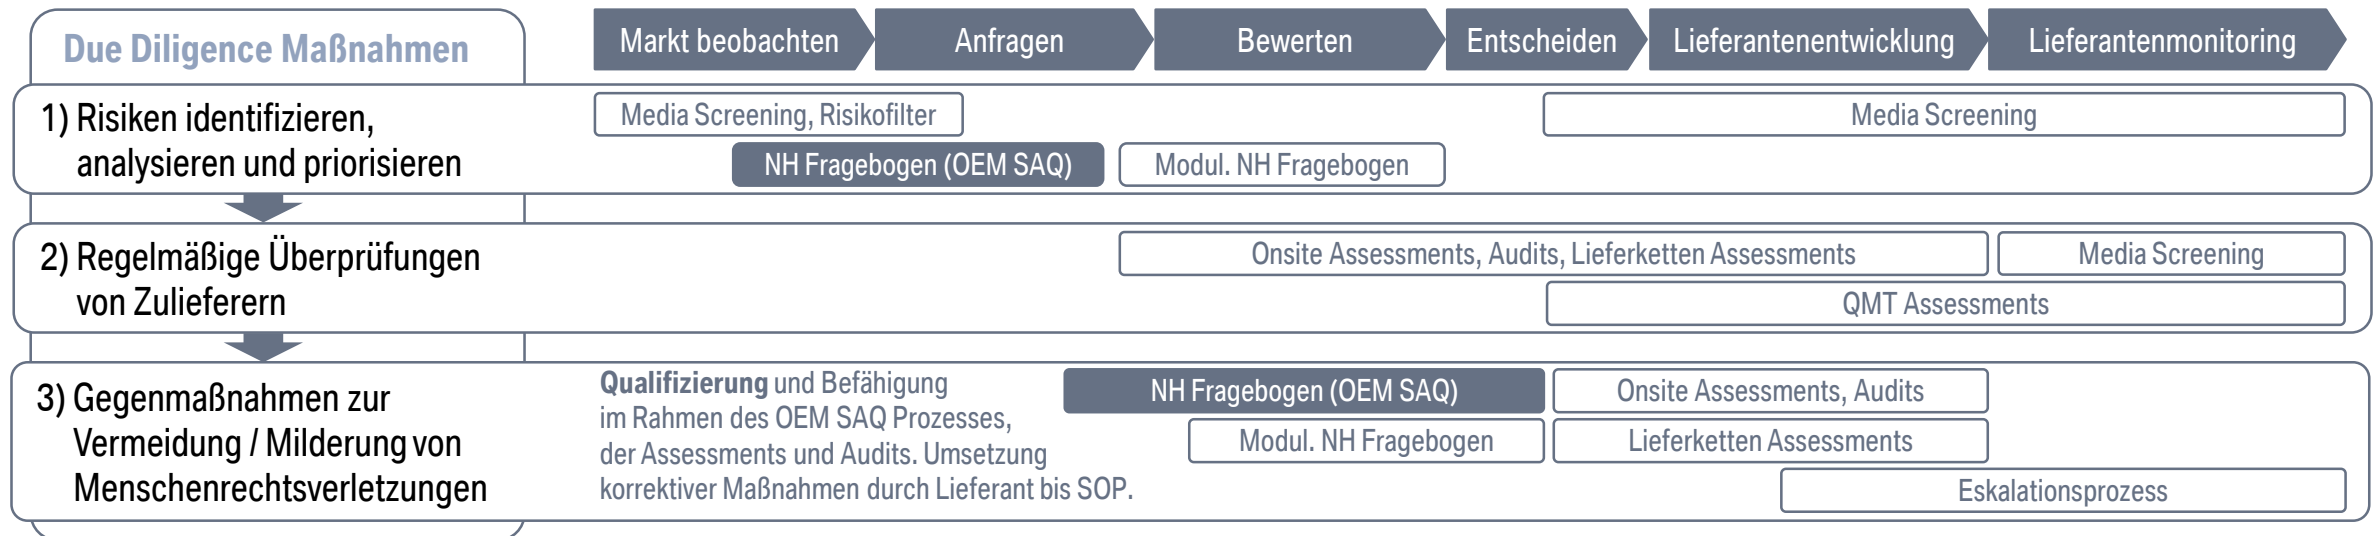 Due Diligence Maßnahmen
Markt beobachten
Anfragen
Bewerten
Entscheiden
Lieferantenentwicklung
Lieferantenmonitoring
1) Risiken identifizieren,
analysieren und priorisieren
Media Screening, Risikofilter
Media Screening
NH Fragebogen (OEM SAQ)
Modul. NH Fragebogen
2) Regelmäßige Überprüfungen
von Zulieferern
Onsite Assessments, Audits, Lieferketten Assessments
Media Screening
QMT Assessments
3) Gegenmaßnahmen zur
Vermeidung / Milderung von
Menschenrechtsverletzungen
Qualifizierung und Befähigung
im Rahmen des OEM SAQ Prozesses,
der Assessments und Audits. Umsetzung
korrektiver Maßnahmen durch Lieferant bis SOP.
NH Fragebogen (OEM SAQ)
Onsite Assessments, Audits
Modul. NH Fragebogen
Lieferketten Assessments
Eskalationsprozess